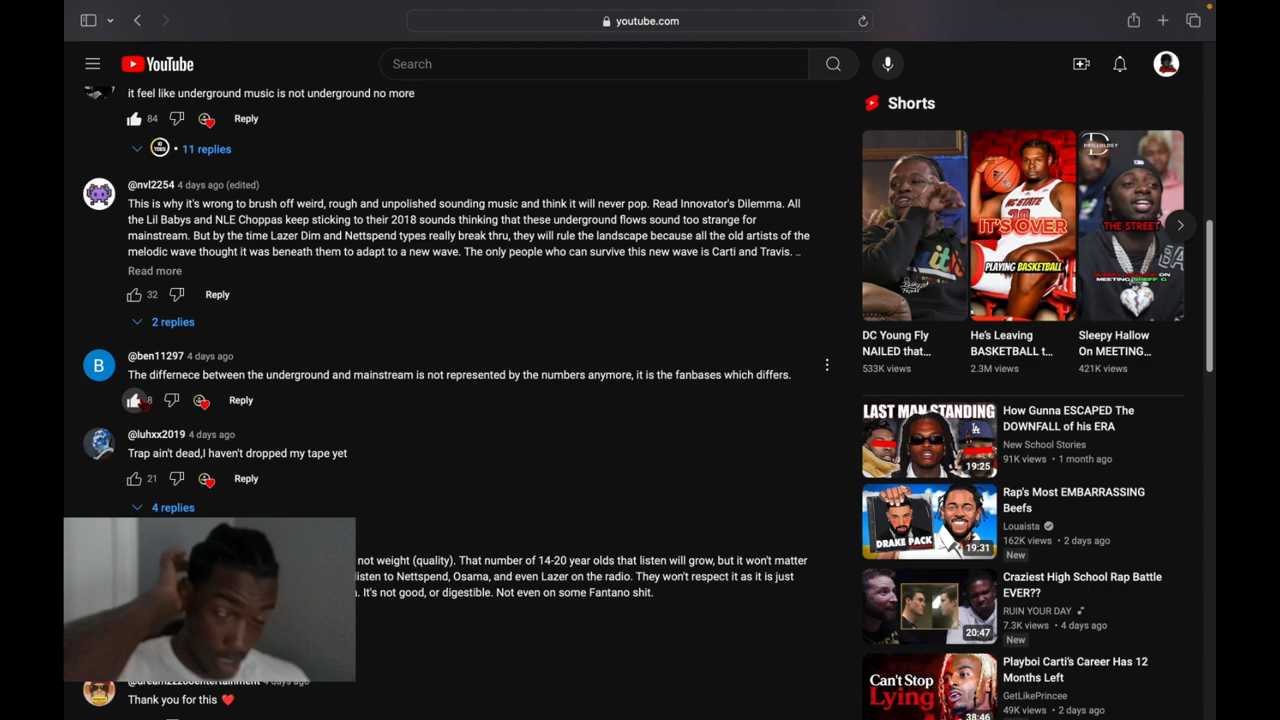 youtube.com
YouTube
Search
it feel like underground music is not underground no more
84
Reply
11 replies
@nvl2254 4 days ago (edited)
This is why it's wrong to brush off weird, rough and unpolished sounding music and think it will never pop. Read Innovator's Dilemma. All
the Lil Babys and NLE Choppas keep sticking to their 2018 sounds thinking that these underground flows sound too strange for
mainstream. But by the time Lazer Dim and Nettspend types really break thru, they will rule the landscape because all the old artists of the
melodic wave thought it was beneath them to adapt to a new wave. The only people who can survive this new wave is Carti and Travis. ..
Read more
32
Reply
2 replies
@ben11297 4 days ago
B
The differnece between the underground and mainstream is not represented by the numbers anymore, it is the fanbases which differs.
8
Reply
@luhxx2019 4 days ago
Trap ain't dead,I haven't dropped my tape yet
21
Reply
4 replies
not weight (quality). That number of 14-20 year olds that listen will grow, but it won't matter
listen to Nettspend, Osama, and even Lazer on the radio. They won't respect it as it is just
. It's not good, or digestible. Not even on some Fantano shit.
4 days ago
Thank you for this ❤️
Shorts
DRILLOLOGY
IT'S OVER
PLAYING BASKETBALL
THE STREET
DC Young Fly
NAILED that...
533K views
He's Leaving
BASKETBALL t...
2.3M views
Sleepy Hallow
On MEETING...
421K views
LAST MAN STANDING
19:25
How Gunna ESCAPED The
DOWNFALL of his ERA
New School Stories
91K views • 1 month ago
DRAKE PACK
19:31
Rap's Most EMBARRASSING
Beefs
Louaista
162K views • 2 days ago
New
20:47
Craziest High School Rap Battle
EVER??
RUIN YOUR DAY
7.3K views • 4 days ago
New
Can't Stop
Lying
38:46
Playboi Carti's Career Has 12
Months Left
GetLikePrincee
49K views • 2 days ago